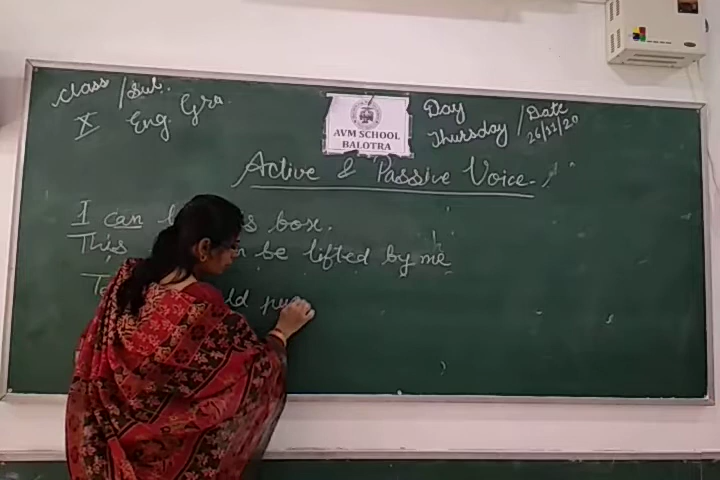 Class / Sub.
X Eng. Gra.
AVM SCHOOL
BALOTRA
Day / Date
Thursday 26/11/20
Active & Passive Voice
I can box.
This be lifted by me